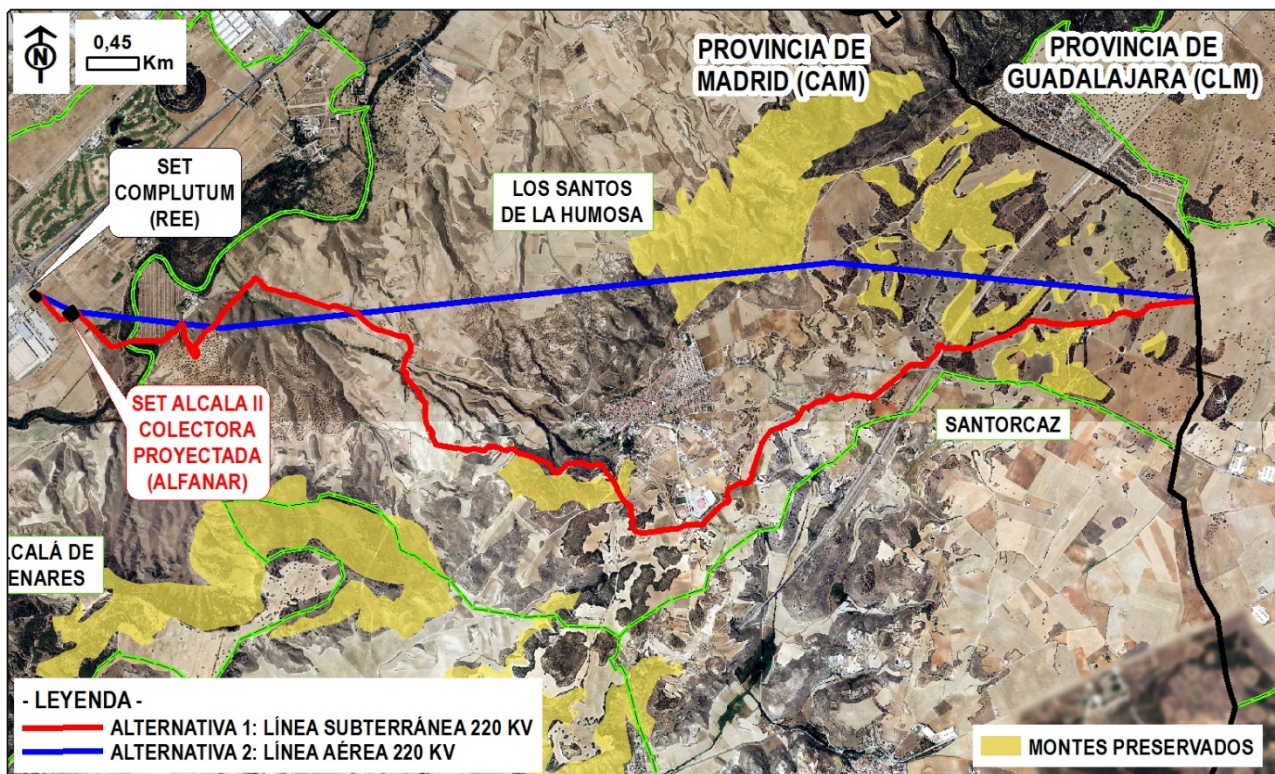 N
0,45
Km
PROVINCIA DE
MADRID (CAM)
PROVINCIA DE
GUADALAJARA (CLM)
SET
COMPLUTUM
(REE)
LOS SANTOS
DE LA HUMOSA
SET ALCALA II
COLECTORA
PROYECTADA
(ALFANAR)
SANTORCAZ
LCALÁ DE
ENARES
- LEYENDA -
ALTERNATIVA 1: LÍNEA SUBTERRÁNEA 220 KV
ALTERNATIVA 2: LÍNEA AÉREA 220 KV
MONTES PRESERVADOS